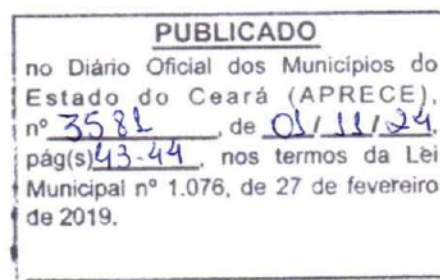 PUBLICADO
no Diário Oficial dos Municípios do
Estado do Ceará (APRECE),
nº 3581, de 01/11/24,
pág(s) 43-44, nos termos da Lei
Municipal nº 1.076, de 27 de fevereiro
de 2019.